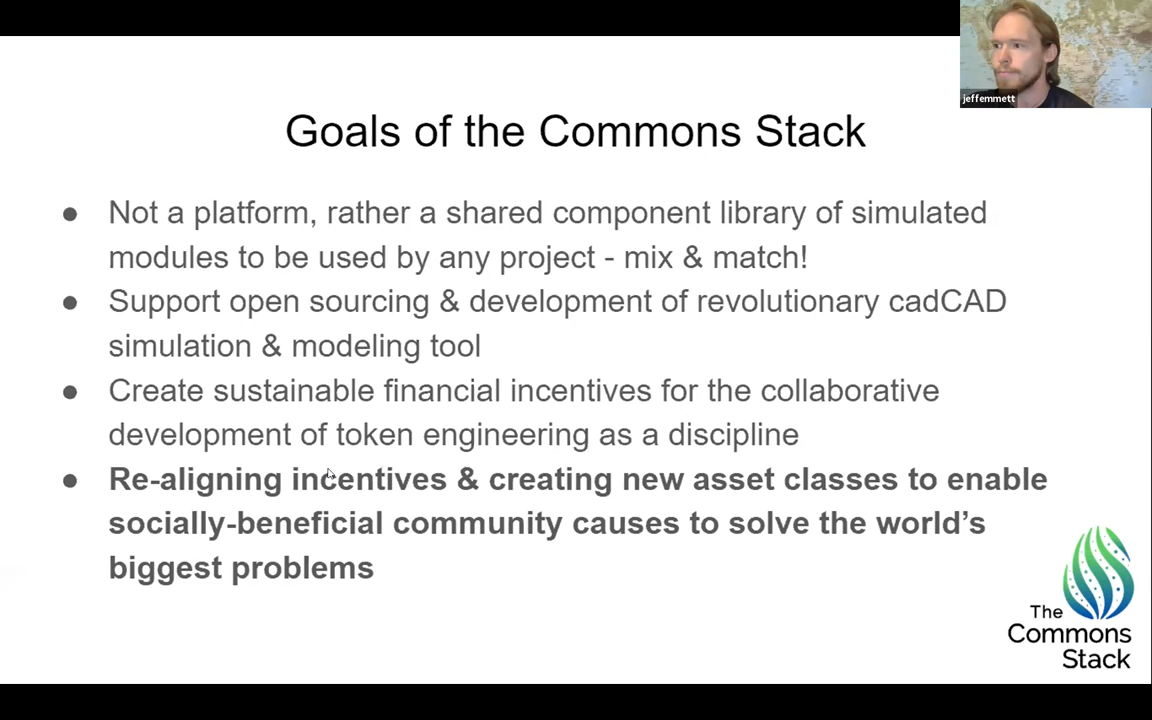 jeffemmett
Goals of the Commons Stack
● Not a platform, rather a shared component library of simulated
modules to be used by any project - mix & match!
● Support open sourcing & development of revolutionary cadCAD
simulation & modeling tool
● Create sustainable financial incentives for the collaborative
development of token engineering as a discipline
● Re-aligning incentives & creating new asset classes to enable
socially-beneficial community causes to solve the world’s
biggest problems
The
Commons
Stack